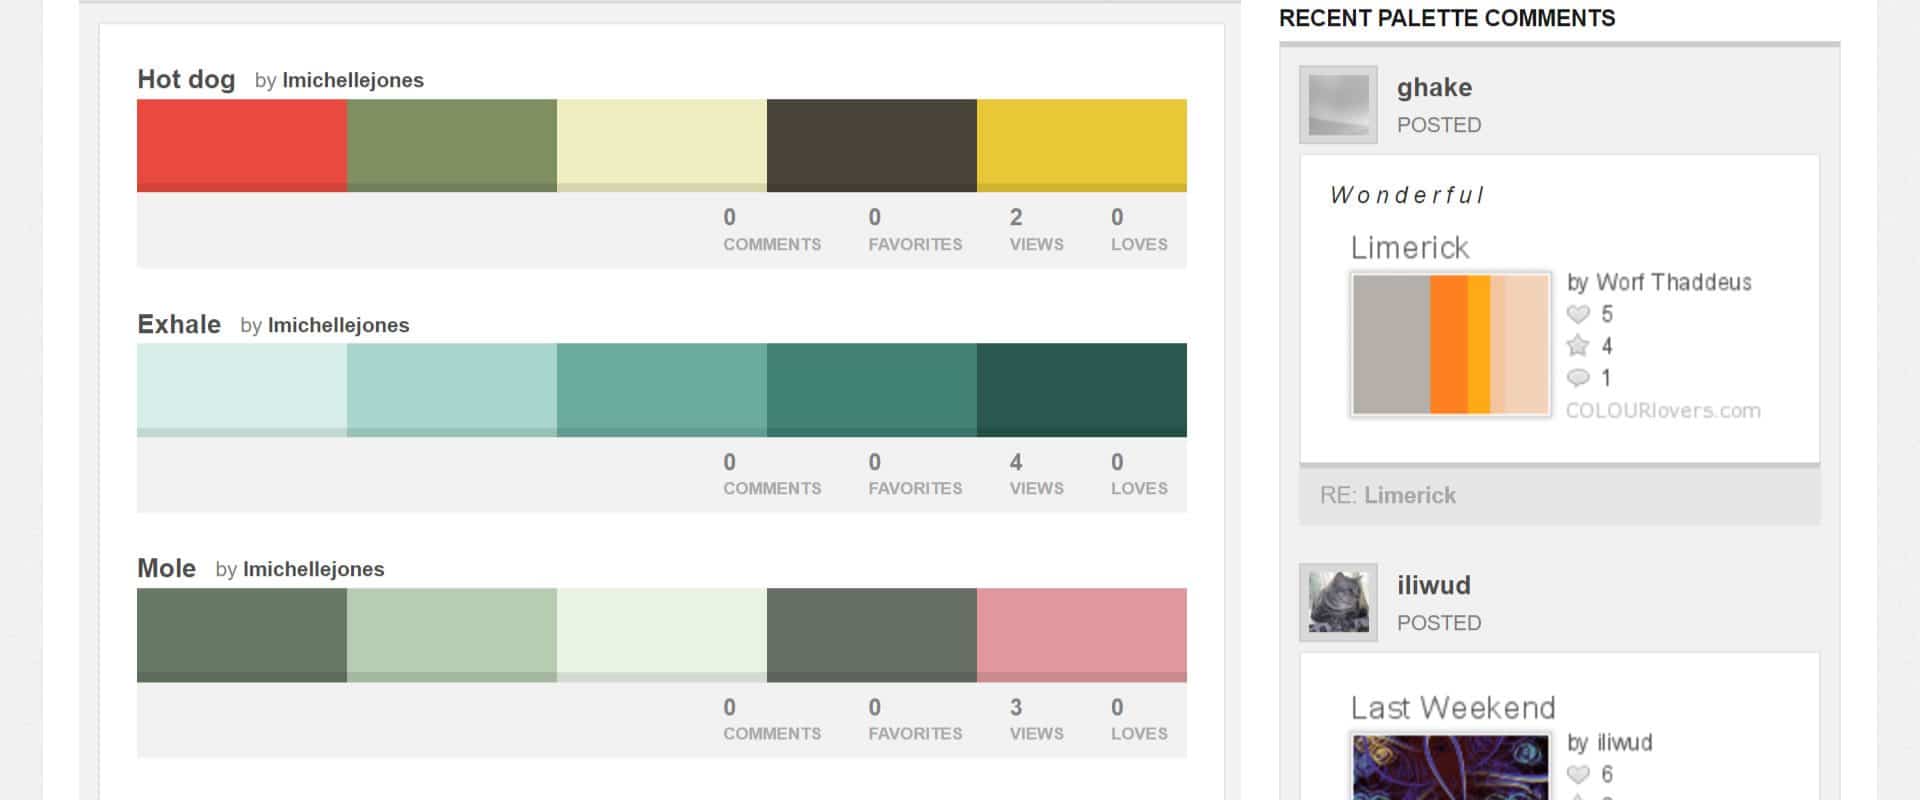 Hot dog by lmichellejones
0 0 2 0
COMMENTS FAVORITES VIEWS LOVES
Exhale by lmichellejones
0 0 4 0
COMMENTS FAVORITES VIEWS LOVES
Mole by lmichellejones
0 0 3 0
COMMENTS FAVORITES VIEWS LOVES
RECENT PALETTE COMMENTS
ghake
POSTED
Wonderful
Limerick
by Worf Thaddeus
5
4
1
COLOURlovers.com
RE: Limerick
iliwud
POSTED
Last Weekend
by iliwud
6